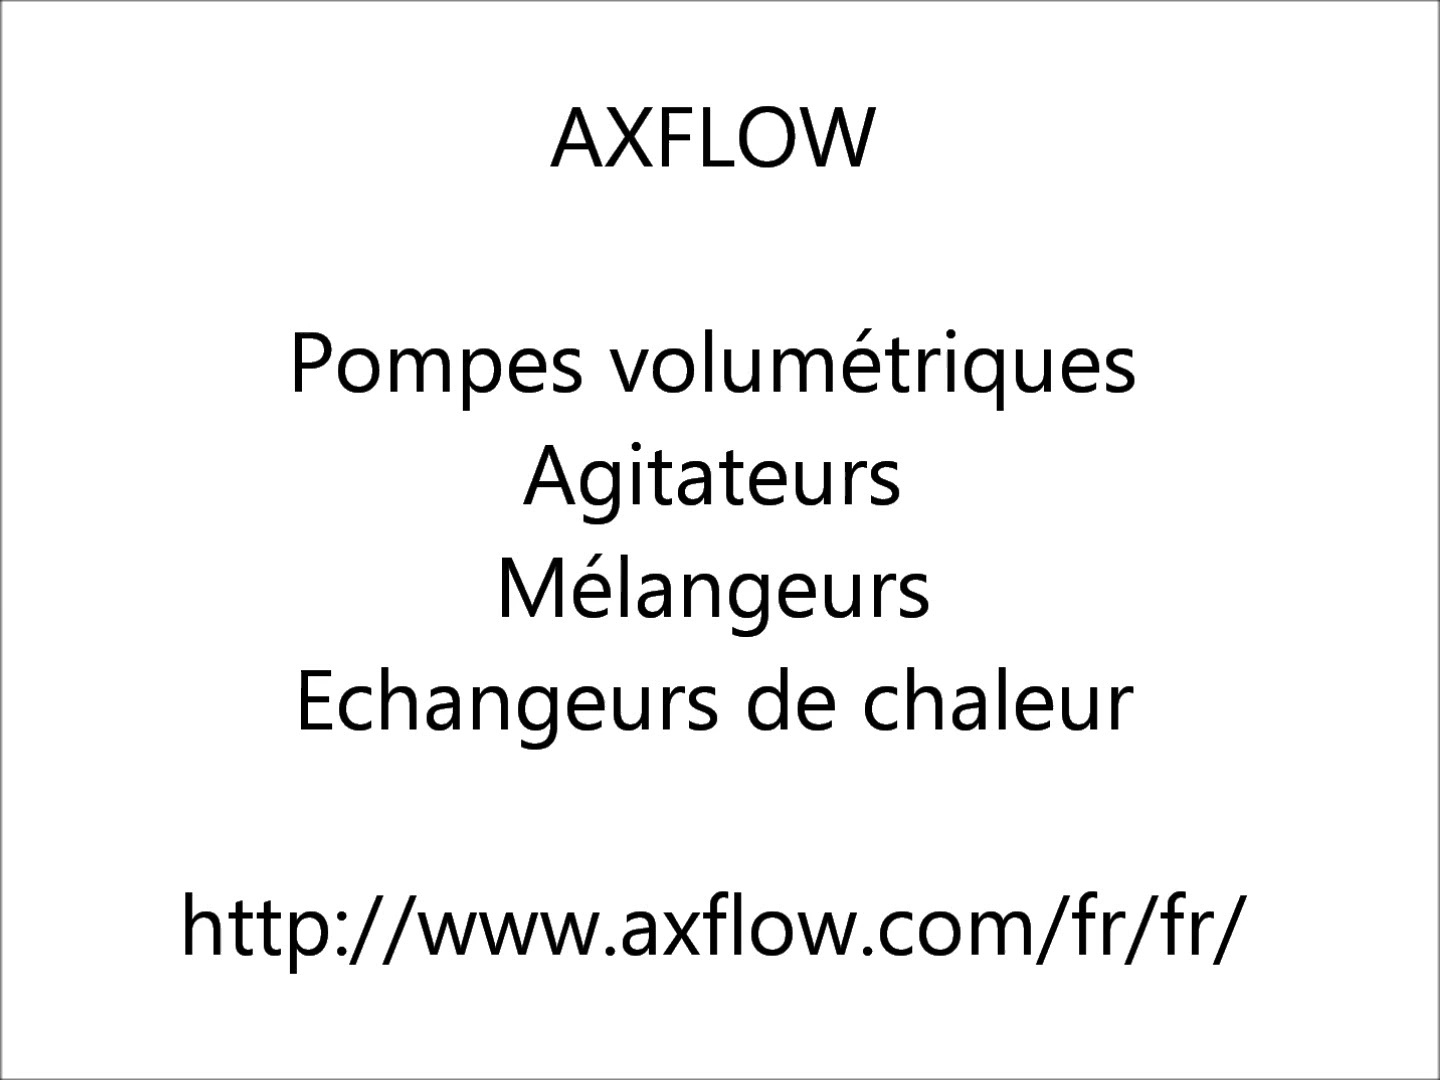 AXFLOW
Pompes volumétriques
Agitateurs
Mélangeurs
Echangeurs de chaleur
http://www.axflow.com/fr/fr/